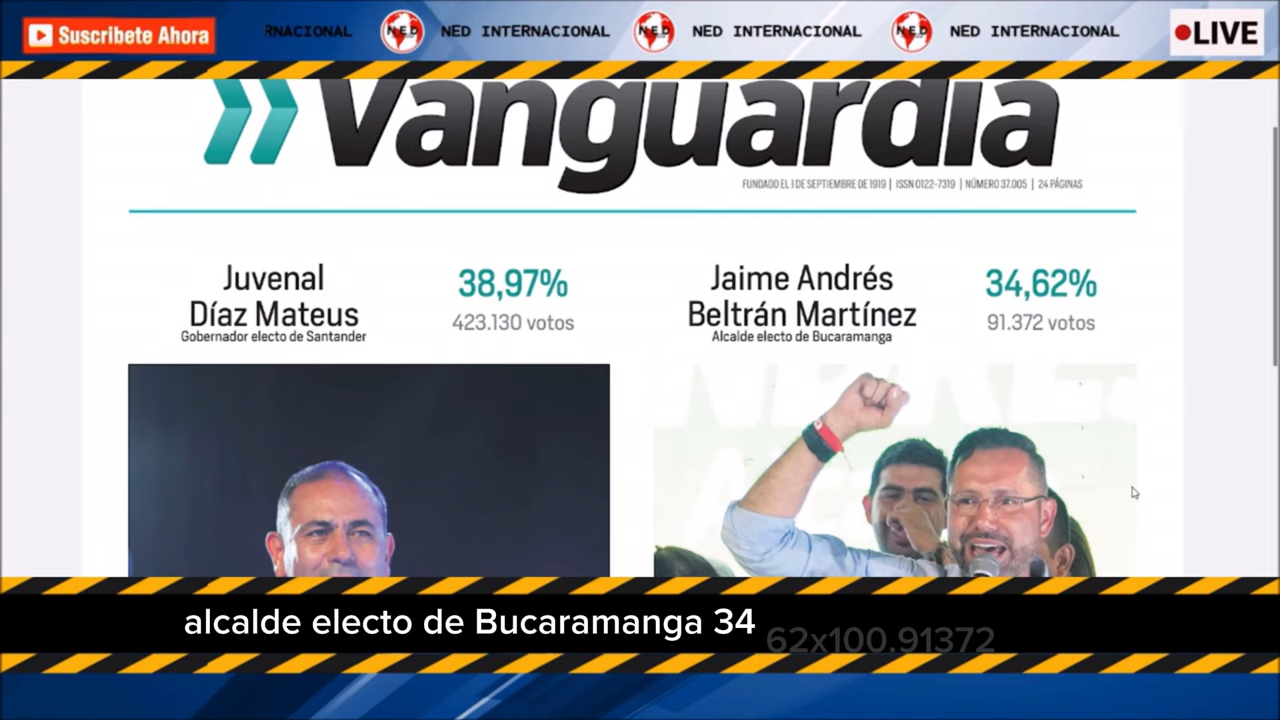 Suscribete Ahora
RNACIONAL
NED
NED INTERNACIONAL
NED
NED INTERNACIONAL
NED
NED INTERNACIONAL
LIVE
Vanguardia
FUNDADO EL 1 DE SEPTIEMBRE DE 1919 | ISSN 0122-7319 | NÚMERO 37.005 | 24 PÁGINAS
Juvenal
Díaz Mateus
Gobernador electo de Santander
38,97%
423.130 votos
Jaime Andrés
Beltrán Martínez
Alcalde electo de Bucaramanga
34,62%
91.372 votos
alcalde electo de Bucaramanga 34
62x100.91372